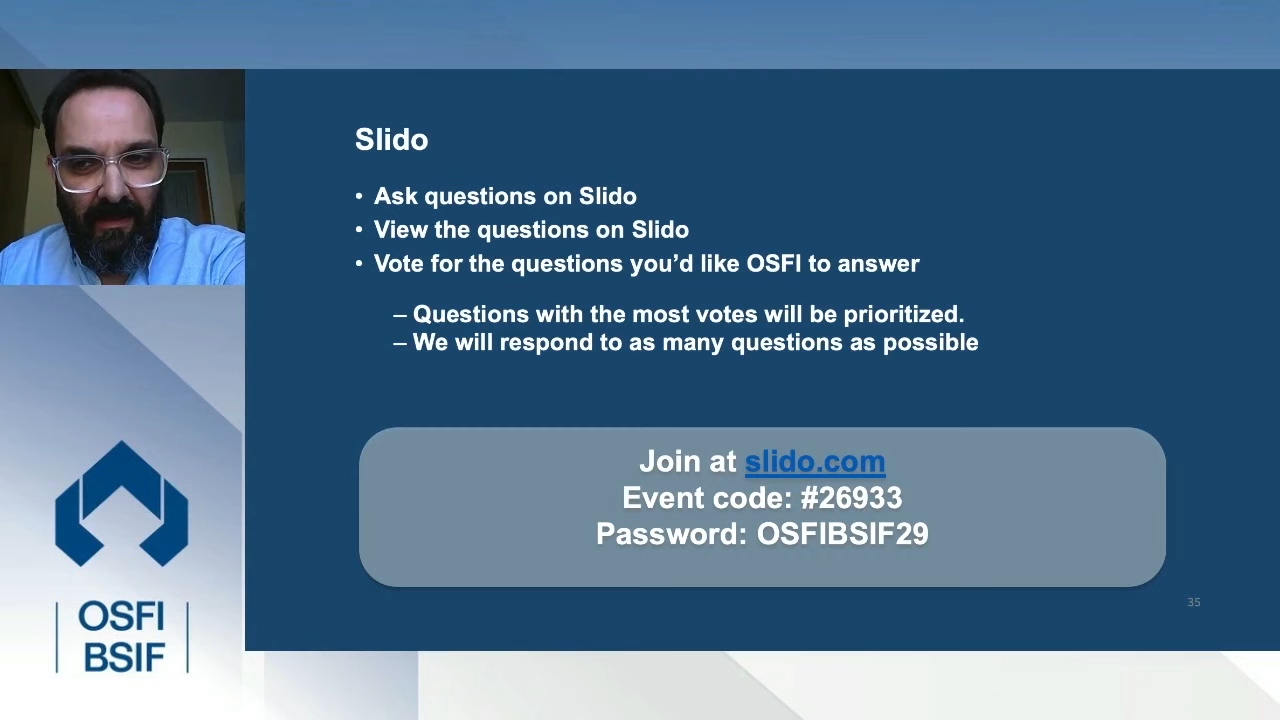 Slido
• Ask questions on Slido
• View the questions on Slido
• Vote for the questions you’d like OSFI to answer
– Questions with the most votes will be prioritized.
– We will respond to as many questions as possible
Join at slido.com
Event code: #26933
Password: OSFIBSIF29
35
OSFI
BSIF